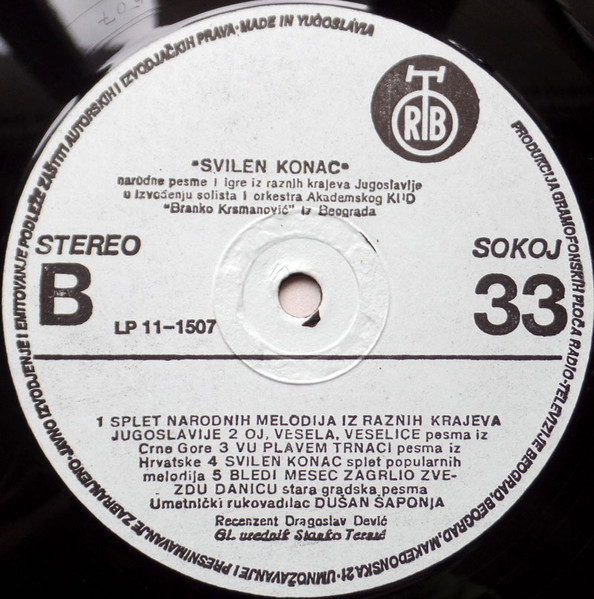 JAVNO IZVODJENJE I EMITOVANJE PODLEŽE ZAŠTITI AUTORSKIH I IZVODJAČKIH PRAVA·MADE IN YUGOSLAVIA
RTB
"SVILEN KONAC"
narodne pesme i igre iz raznih krajeva Jugoslavije
u izvođenju solista i orkestra Akademskog KUD
"Branko Krsmanović" iz Beograda
STEREO
SOKOJ
B
33
LP 11-1507
1 SPLET NARODNIH MELODIJA IZ RAZNIH KRAJEVA
JUGOSLAVIJE 2 OJ, VESELA, VESELICE pesma iz
Crne Gore 3 VU PLAVEM TRNACI pesma iz
Hrvatske 4 SVILEN KONAC splet popularnih
melodija 5 BLEDI MESEC ZAGRLIO ZVE-
ZDU DANICU stara gradska pesma
Umetnički rukovodilac DUŠAN ŠAPONJA
Recenzent Dragoslav Dević
Gl. urednik Stanko Terzić
PRODUKCIJA GRAMOFONSKIH PLOČA RADIO-TELEVIZIJE BEOGRAD, BEOGRAD, MAKEDONSKA 21·UMNOŽAVANJE I PRESNIMAVANJE ZABRANJENO·